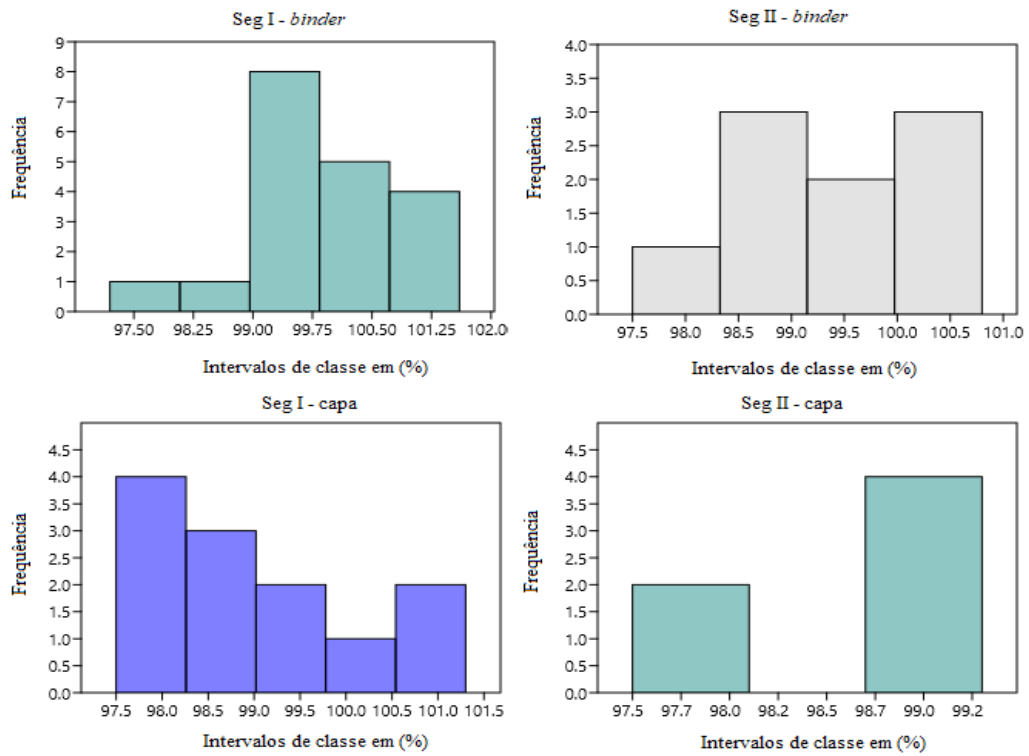 Seg I - binder
Frequência
9
8
7
6
5
4
3
2
1
0
97.50 98.25 99.00 99.75 100.50 101.25 102.0
Intervalos de classe em (%)
Seg II - binder
Frequência
4.0
3.5
3.0
2.5
2.0
1.5
1.0
0.5
0.0
97.5 98.0 98.5 99.0 99.5 100.0 100.5 101.0
Intervalos de classe em (%)
Seg I - capa
Frequência
4.5
4.0
3.5
3.0
2.5
2.0
1.5
1.0
0.5
0.0
97.5 98.0 98.5 99.0 99.5 100.0 100.5 101.0 101.5
Intervalos de classe em (%)
Seg II - capa
Frequência
4.5
4.0
3.5
3.0
2.5
2.0
1.5
1.0
0.5
0.0
97.5 97.7 98.0 98.2 98.5 98.7 99.0 99.2
Intervalos de classe em (%)